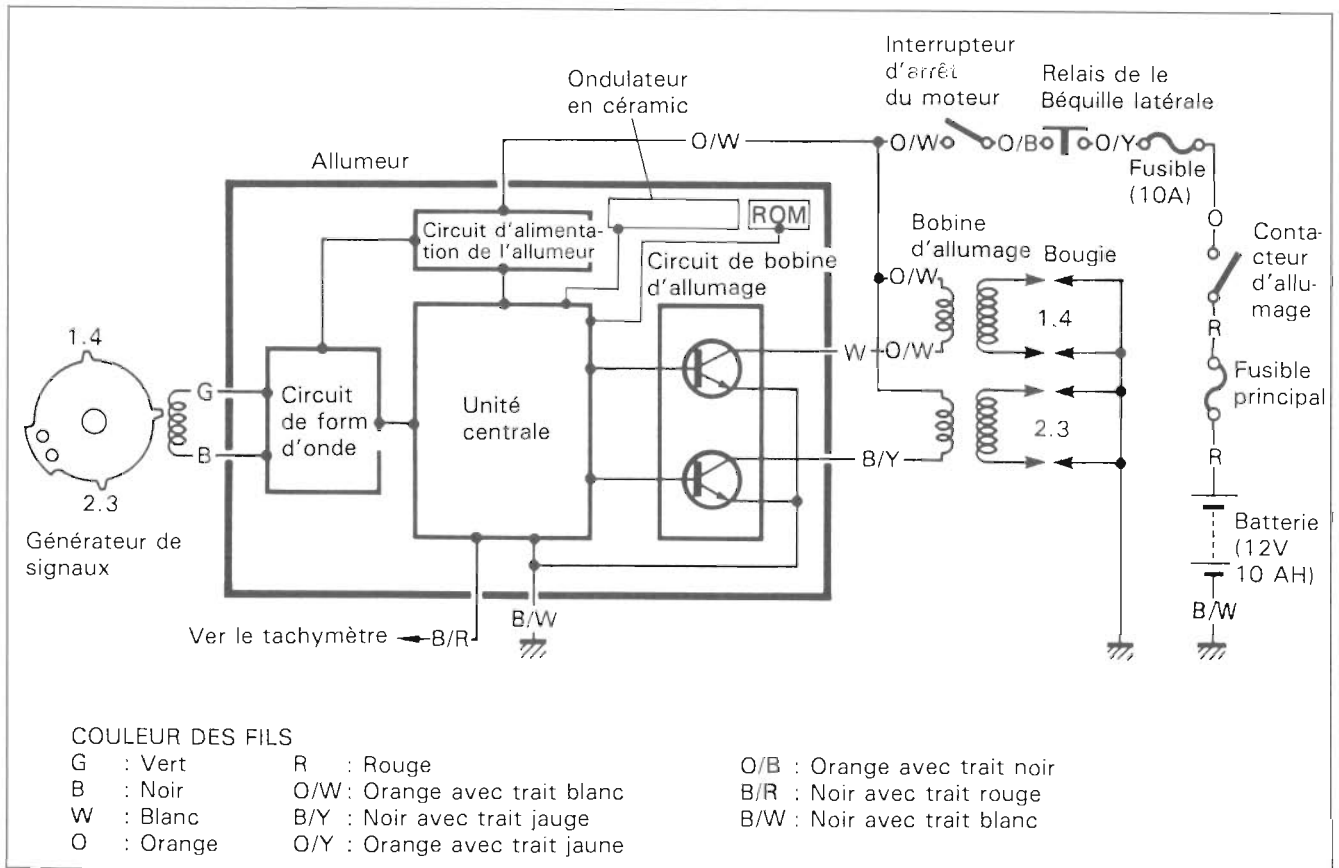 Interrupteur
d'arrêt
du moteur
Relais de le
Béquille latérale
Ondulateur
en céramic
O/W
O/W
O/B
O/Y
Fusible
(10A)
Allumeur
ROM
Circuit d'alimenta-
tion de l'allumeur
Circuit de bobine
d'allumage
Bobine
d'allumage
Bougie
O
Conta-
cteur
d'allu-
mage
O/W
1.4
W
O/W
R
1.4
G
B
2.3
Générateur de
signaux
Circuit
de form
d'onde
Unité
centrale
2.3
B/Y
Fusible
principal
R
Batterie
(12V
10 AH)
B/W
B/W
Ver le tachymètre
B/R
COULEUR DES FILS
G : Vert R : Rouge O/B : Orange avec trait noir
B : Noir O/W : Orange avec trait blanc B/R : Noir avec trait rouge
W : Blanc B/Y : Noir avec trait jauge B/W : Noir avec trait blanc
O : Orange O/Y : Orange avec trait jaune